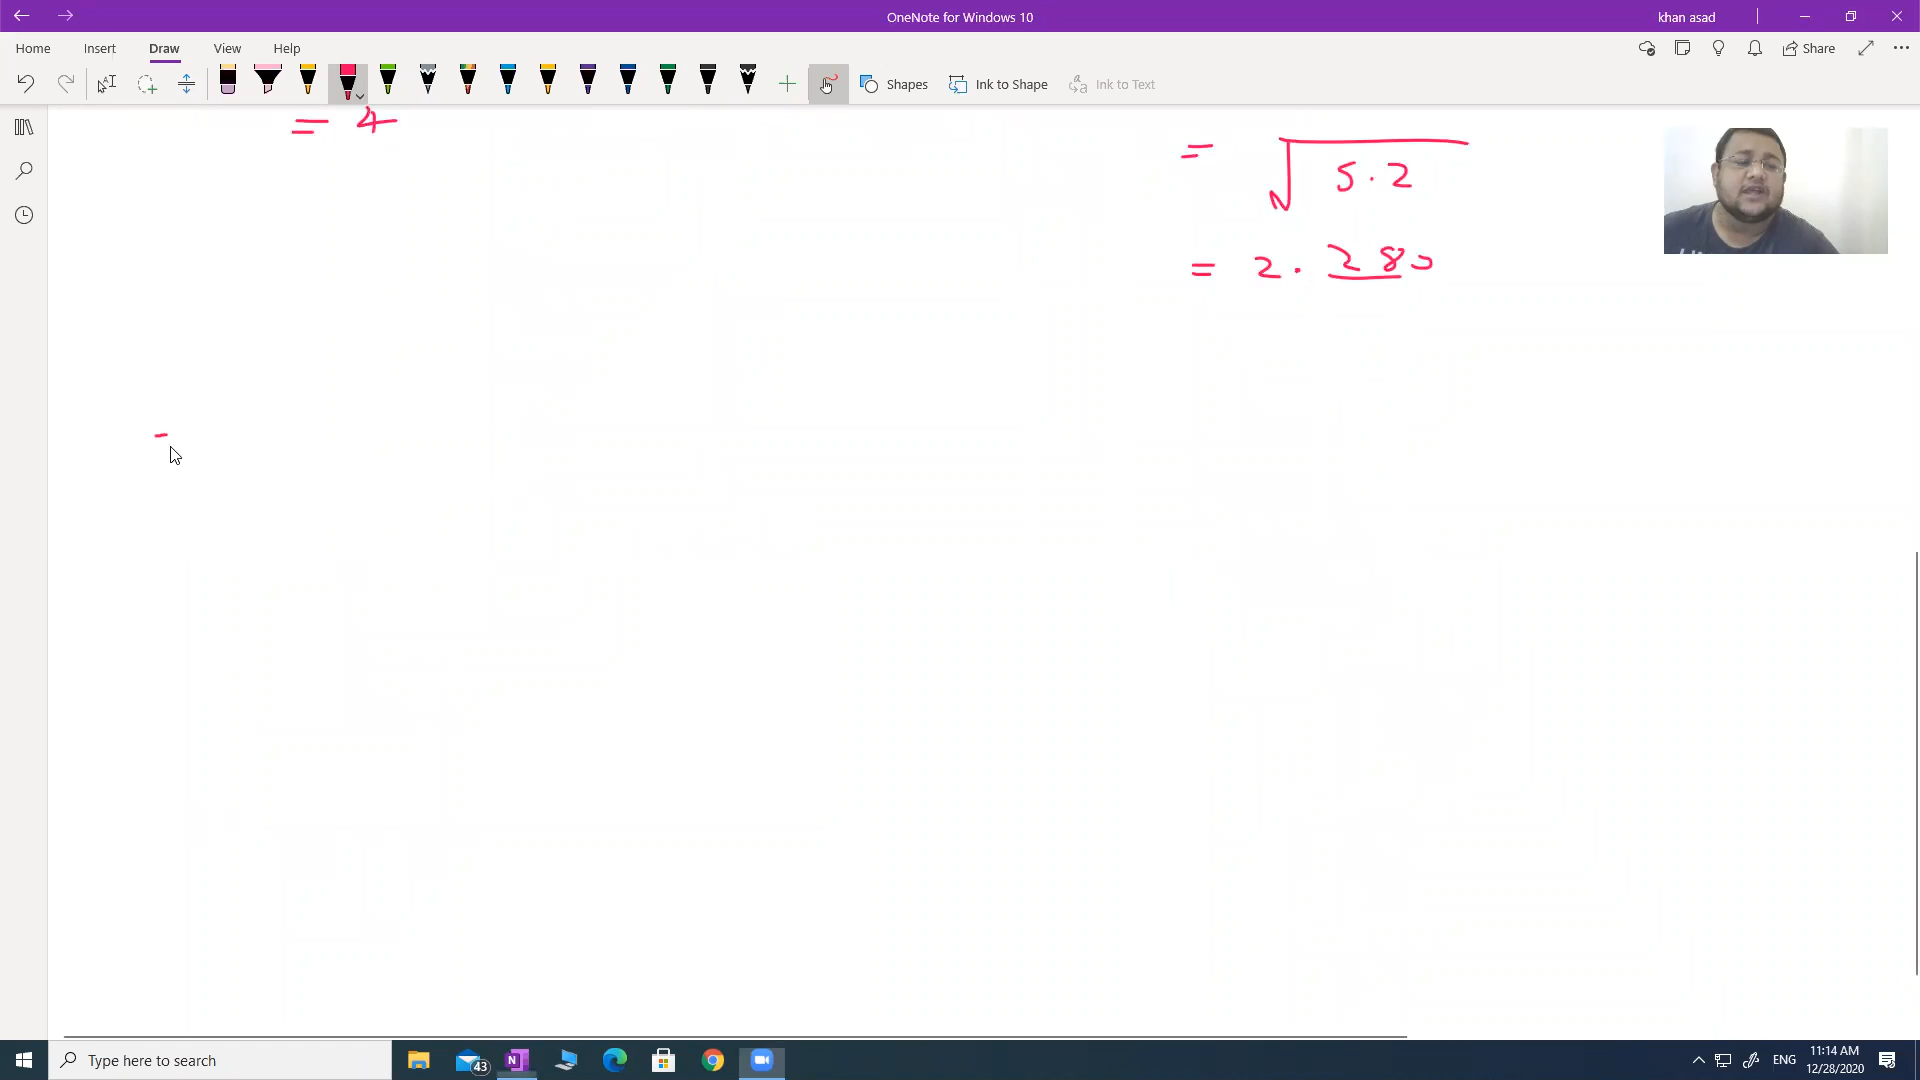 OneNote for Windows 10
khan asad
Home Insert Draw View Help
Share
Shapes
Ink to Shape
Ink to Text
= 4
= √5.2
= 2.280
-
Type here to search
43
N
ENG
11:14 AM
12/28/2020